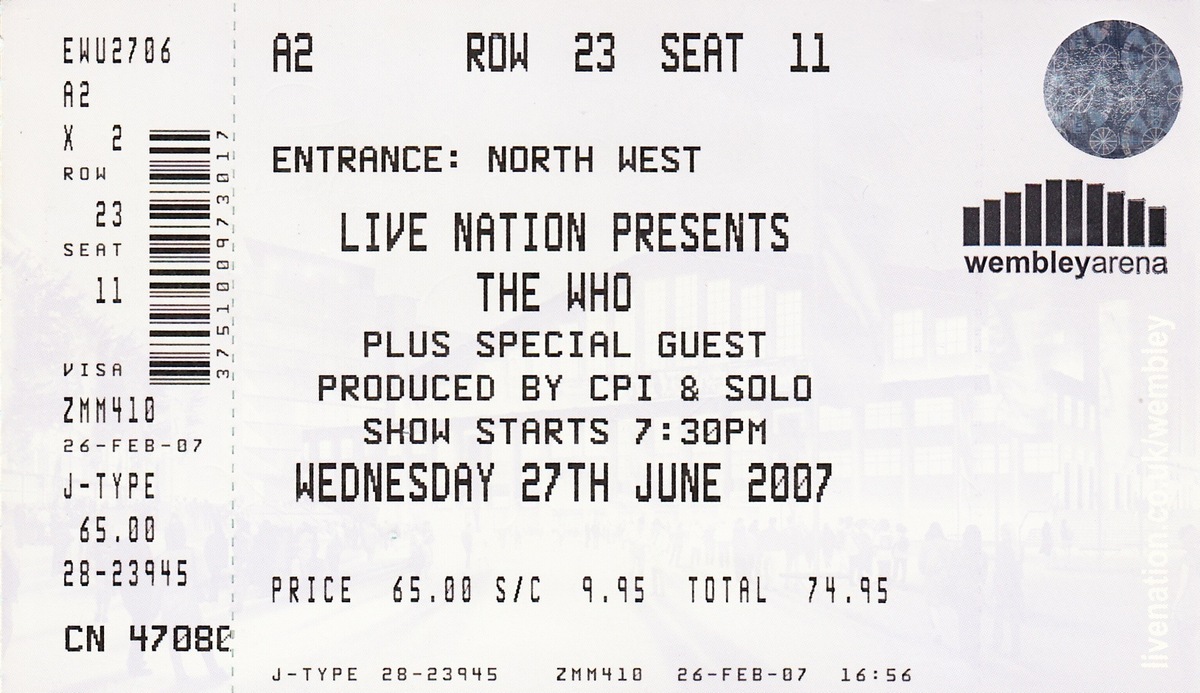 EWU2706
A2
X 2
ROW
23
SEAT
11
VISA
ZMM410
26-FEB-07
J-TYPE
65.00
28-23945
CN 47080
375100973017
A2 ROW 23 SEAT 11
ENTRANCE: NORTH WEST
LIVE NATION PRESENTS
THE WHO
PLUS SPECIAL GUEST
PRODUCED BY CPI & SOLO
SHOW STARTS 7:30PM
WEDNESDAY 27TH JUNE 2007
PRICE 65.00 S/C 9.95 TOTAL 74.95
J-TYPE 28-23945 ZMM410 26-FEB-07 16:56
wembleyarena
livenation.co.uk/wembley